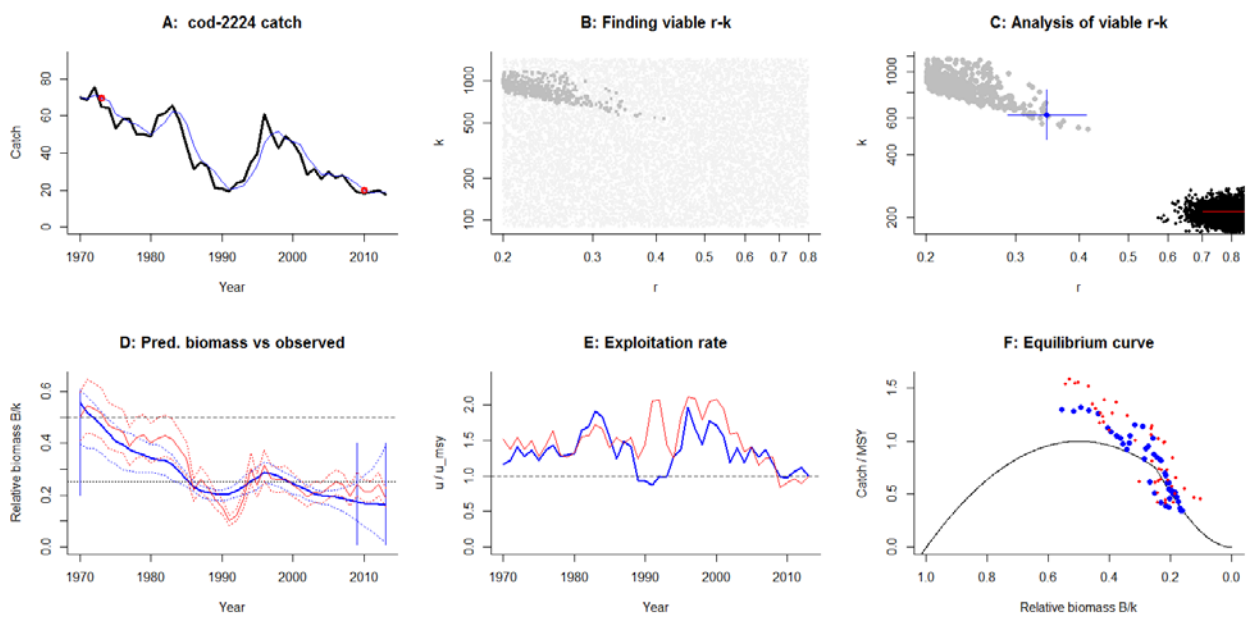 A: cod-2224 catch
Catch
80
60
40
20
0
1970 1980 1990 2000 2010
Year
B: Finding viable r-k
k
1000
500
200
100
0.2 0.3 0.4 0.5 0.6 0.7 0.8
r
C: Analysis of viable r-k
k
1000
600
400
200
0.2 0.3 0.4 0.5 0.6 0.7 0.8
r
D: Pred. biomass vs observed
Relative biomass B/k
0.6
0.4
0.2
0.0
1970 1980 1990 2000 2010
Year
E: Exploitation rate
u / u_msy
2.0
1.5
1.0
0.5
0.0
1970 1980 1990 2000 2010
Year
F: Equilibrium curve
Catch / MSY
1.5
1.0
0.5
0.0
1.0 0.8 0.6 0.4 0.2 0.0
Relative biomass B/k